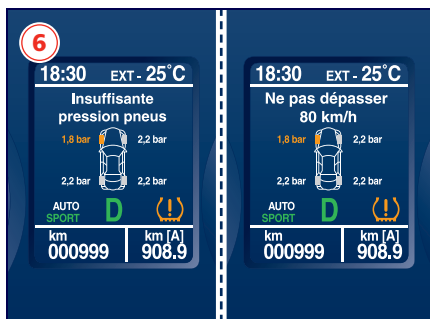 6
18:30 EXT - 25°C
Insuffisante
pression pneus
1,8 bar 2,2 bar
2,2 bar 2,2 bar
AUTO
SPORT D (!)
km km [A]
000999 908.9
18:30 EXT - 25°C
Ne pas dépasser
80 km/h
1,8 bar 2,2 bar
2,2 bar 2,2 bar
AUTO
SPORT D (!)
km km [A]
000999 908.9